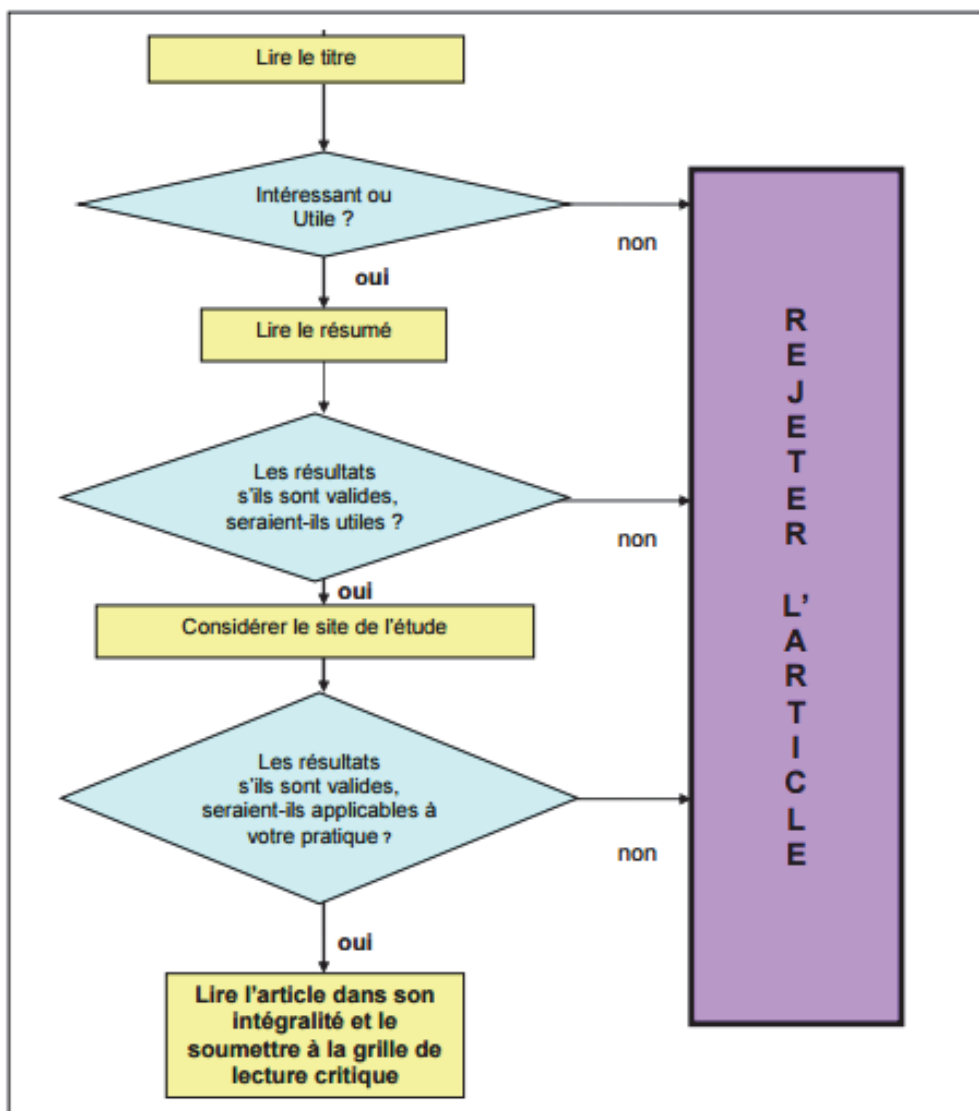 Lire le titre
Intéressant ou
Utile ?
non
oui
Lire le résumé
Les résultats
s'ils sont valides,
seraient-ils utiles ?
non
oui
Considérer le site de l'étude
Les résultats
s'ils sont valides,
seraient-ils applicables à
votre pratique ?
non
oui
Lire l'article dans son
intégralité et le
soumettre à la grille de
lecture critique
REJETER L'ARTICLE